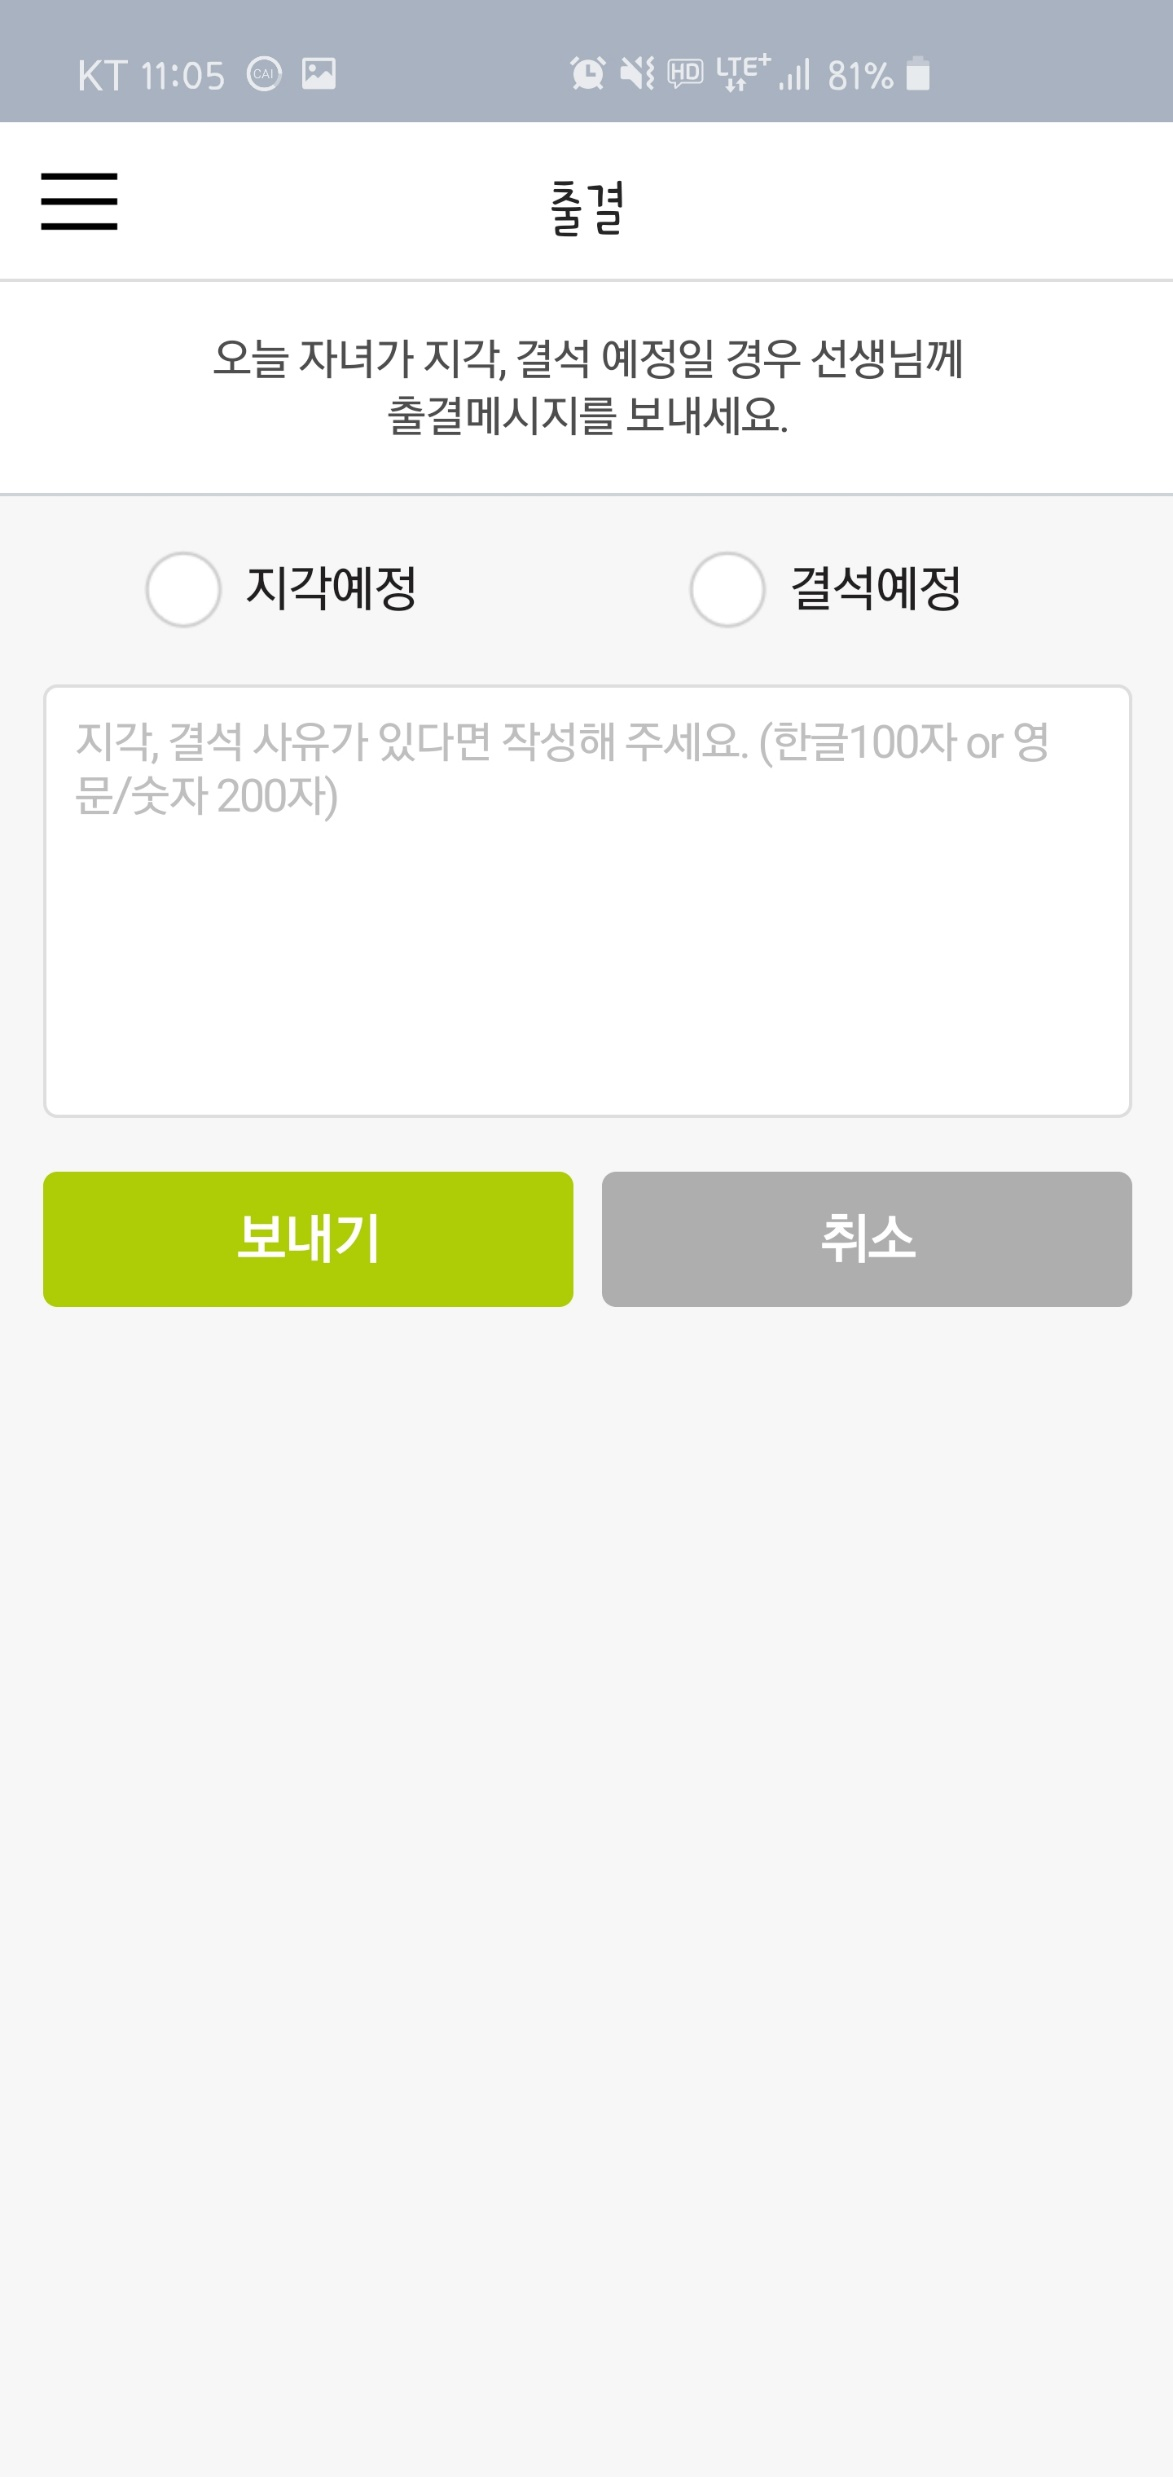 KT 11:05 CAI HD LTE+ 81%
출결
오늘 자녀가 지각, 결석 예정일 경우 선생님께
출결메시지를 보내세요.
지각예정 결석예정
지각, 결석 사유가 있다면 작성해 주세요. (한글100자 or 영
문/숫자 200자)
보내기 취소